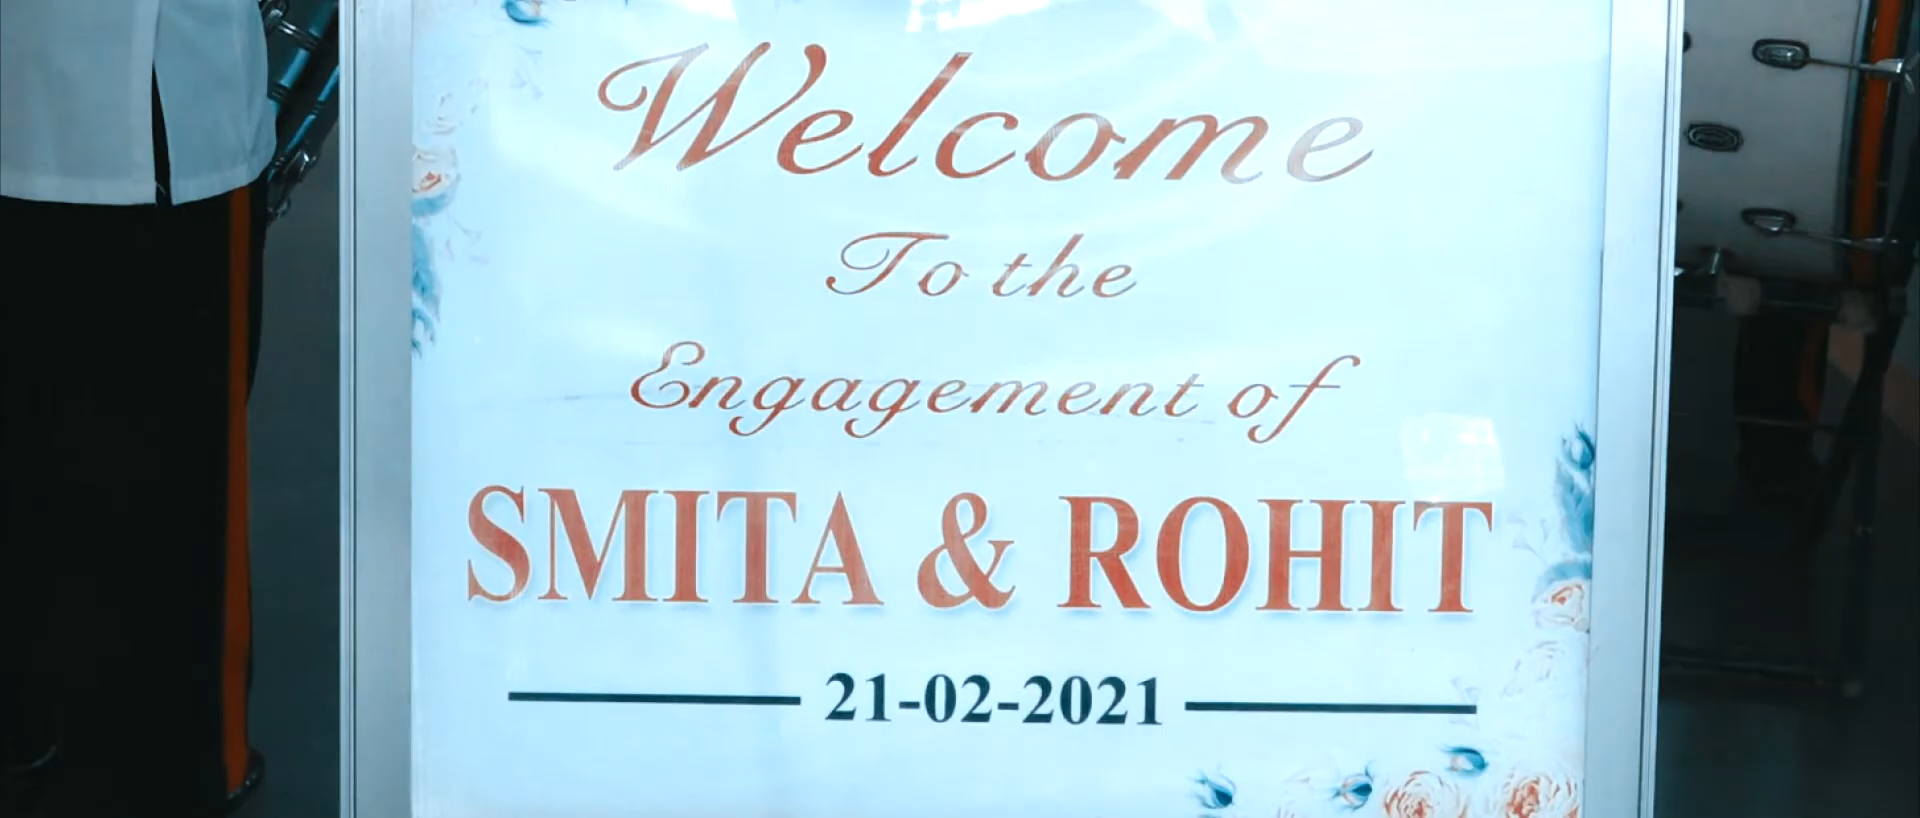 Welcome
To the
Engagement of
SMITA & ROHIT
21-02-2021